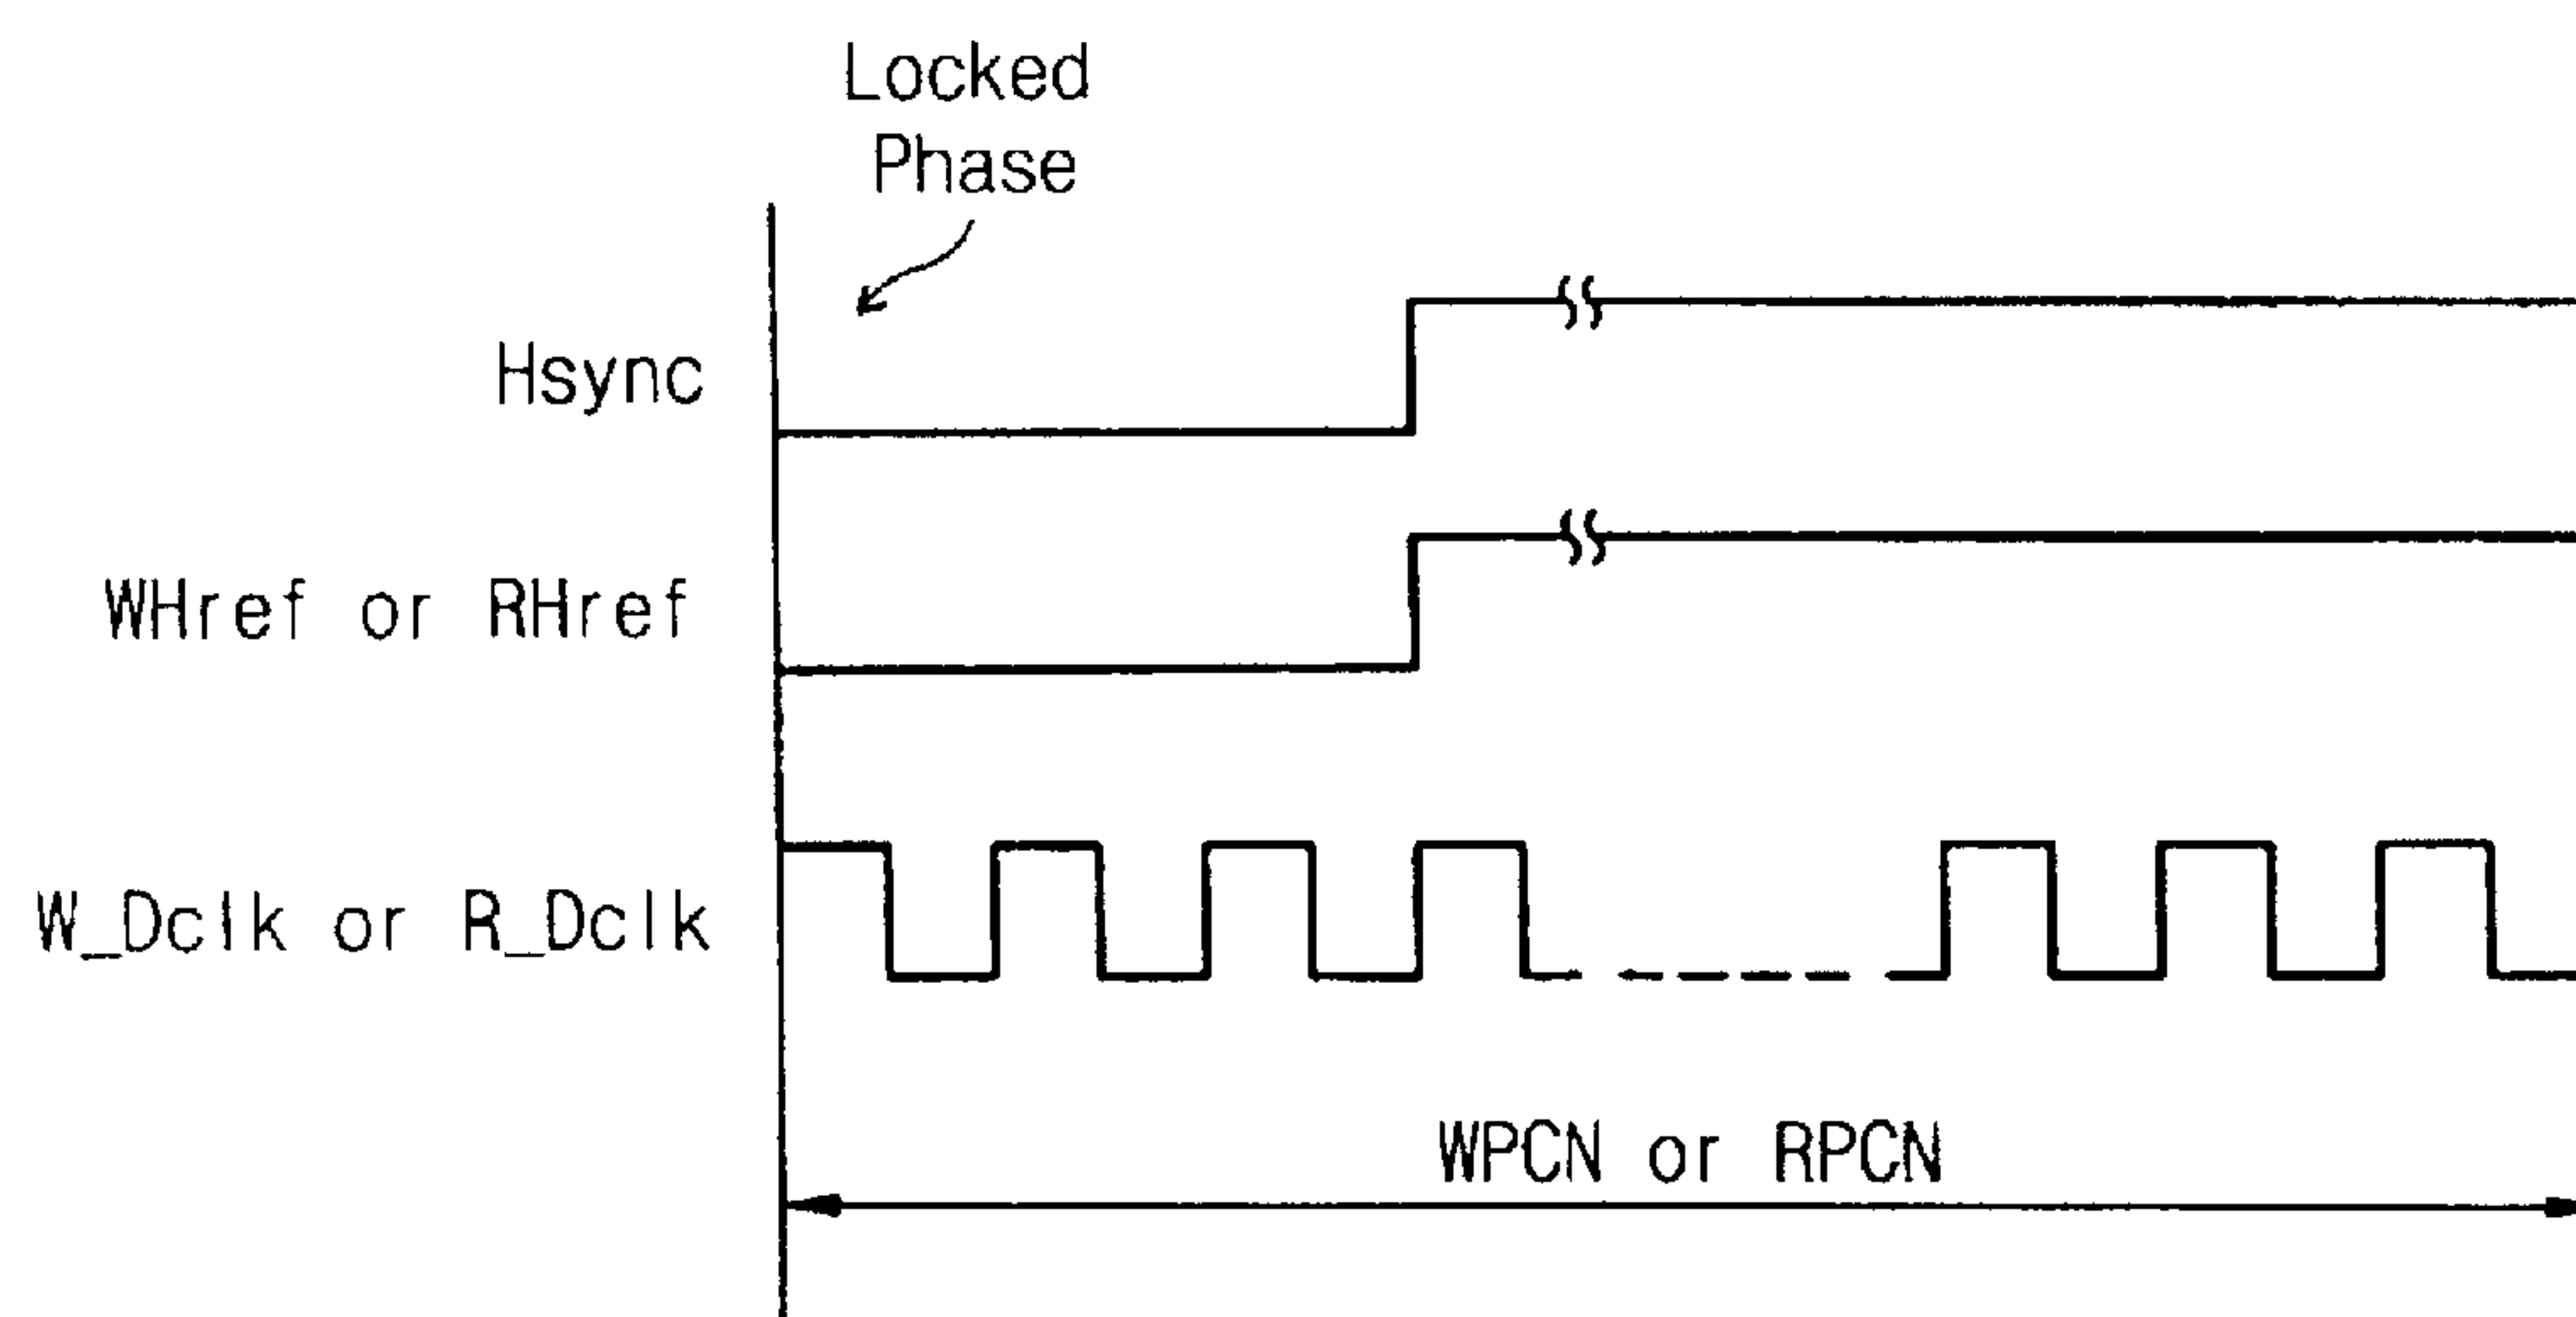 Locked
Phase
Hsync
WHref or RHref
W_Dclk or R_Dclk
WPCN or RPCN